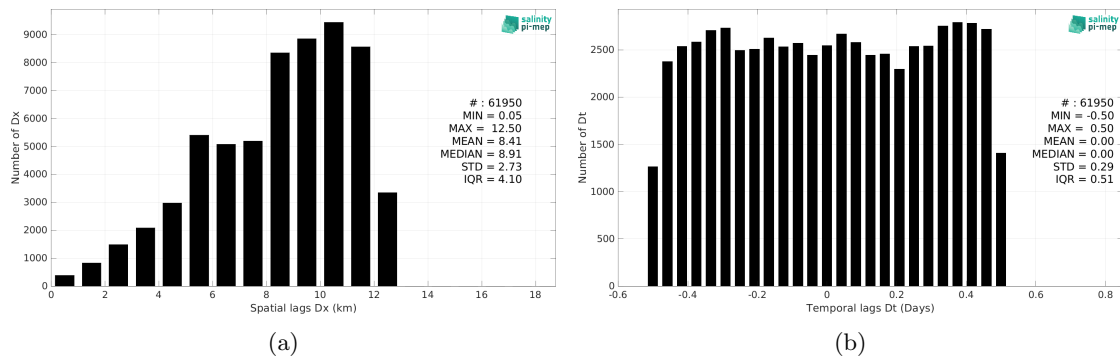 salinity
pi-mep
9000
8000
7000
6000
5000
4000
3000
2000
1000
0
Number of Dx
# : 61950
MIN = 0.05
MAX = 12.50
MEAN = 8.41
MEDIAN = 8.91
STD = 2.73
IQR = 4.10
0 2 4 6 8 10 12 14 16 18
Spatial lags Dx (km)
(a)
salinity
pi-mep
2500
2000
1500
1000
500
0
Number of Dt
# : 61950
MIN = -0.50
MAX = 0.50
MEAN = 0.00
MEDIAN = 0.00
STD = 0.29
IQR = 0.51
-0.6 -0.4 -0.2 0 0.2 0.4 0.6 0.8
Temporal lags Dt (Days)
(b)